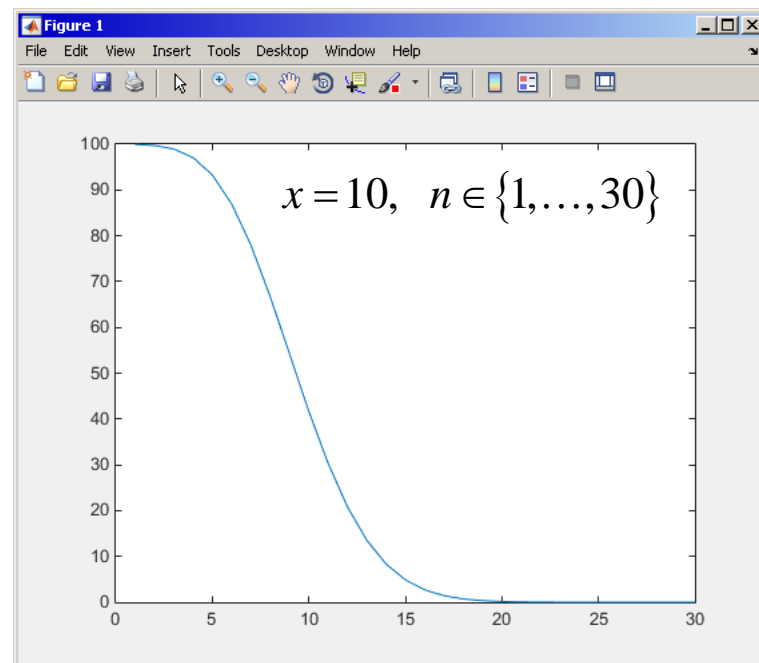 Figure 1
File Edit View Insert Tools Desktop Window Help
x = 10, n ∈ {1,…,30}
100
90
80
70
60
50
40
30
20
10
0
0 5 10 15 20 25 30